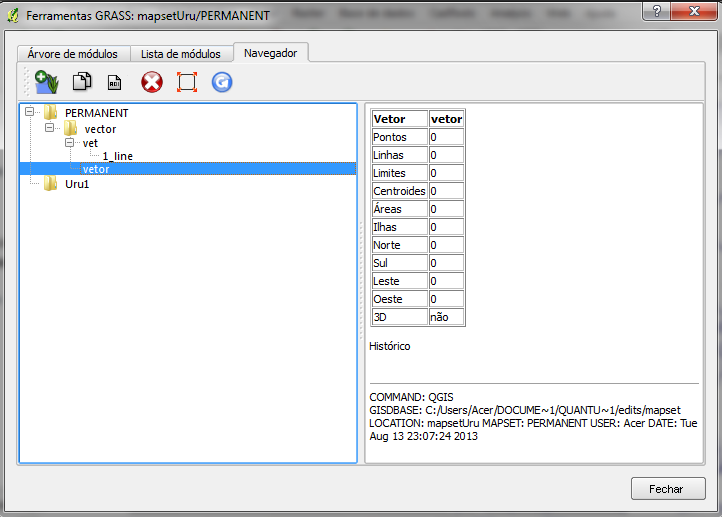 Ferramentas GRASS: mapsetUru/PERMANENT
Árvore de módulos Lista de módulos Navegador
PERMANENT
vector
vet
1_line
vetor
Uru1
Vetor vetor
Pontos 0
Linhas 0
Limites 0
Centroides 0
Áreas 0
Ilhas 0
Norte 0
Sul 0
Leste 0
Oeste 0
3D não
Histórico
COMMAND: QGIS
GISDBASE: C:/Users/Acer/DOCUME~1/QUANTU~1/edits/mapset
LOCATION: mapsetUru MAPSET: PERMANENT USER: Acer DATE: Tue
Aug 13 23:07:24 2013
Fechar